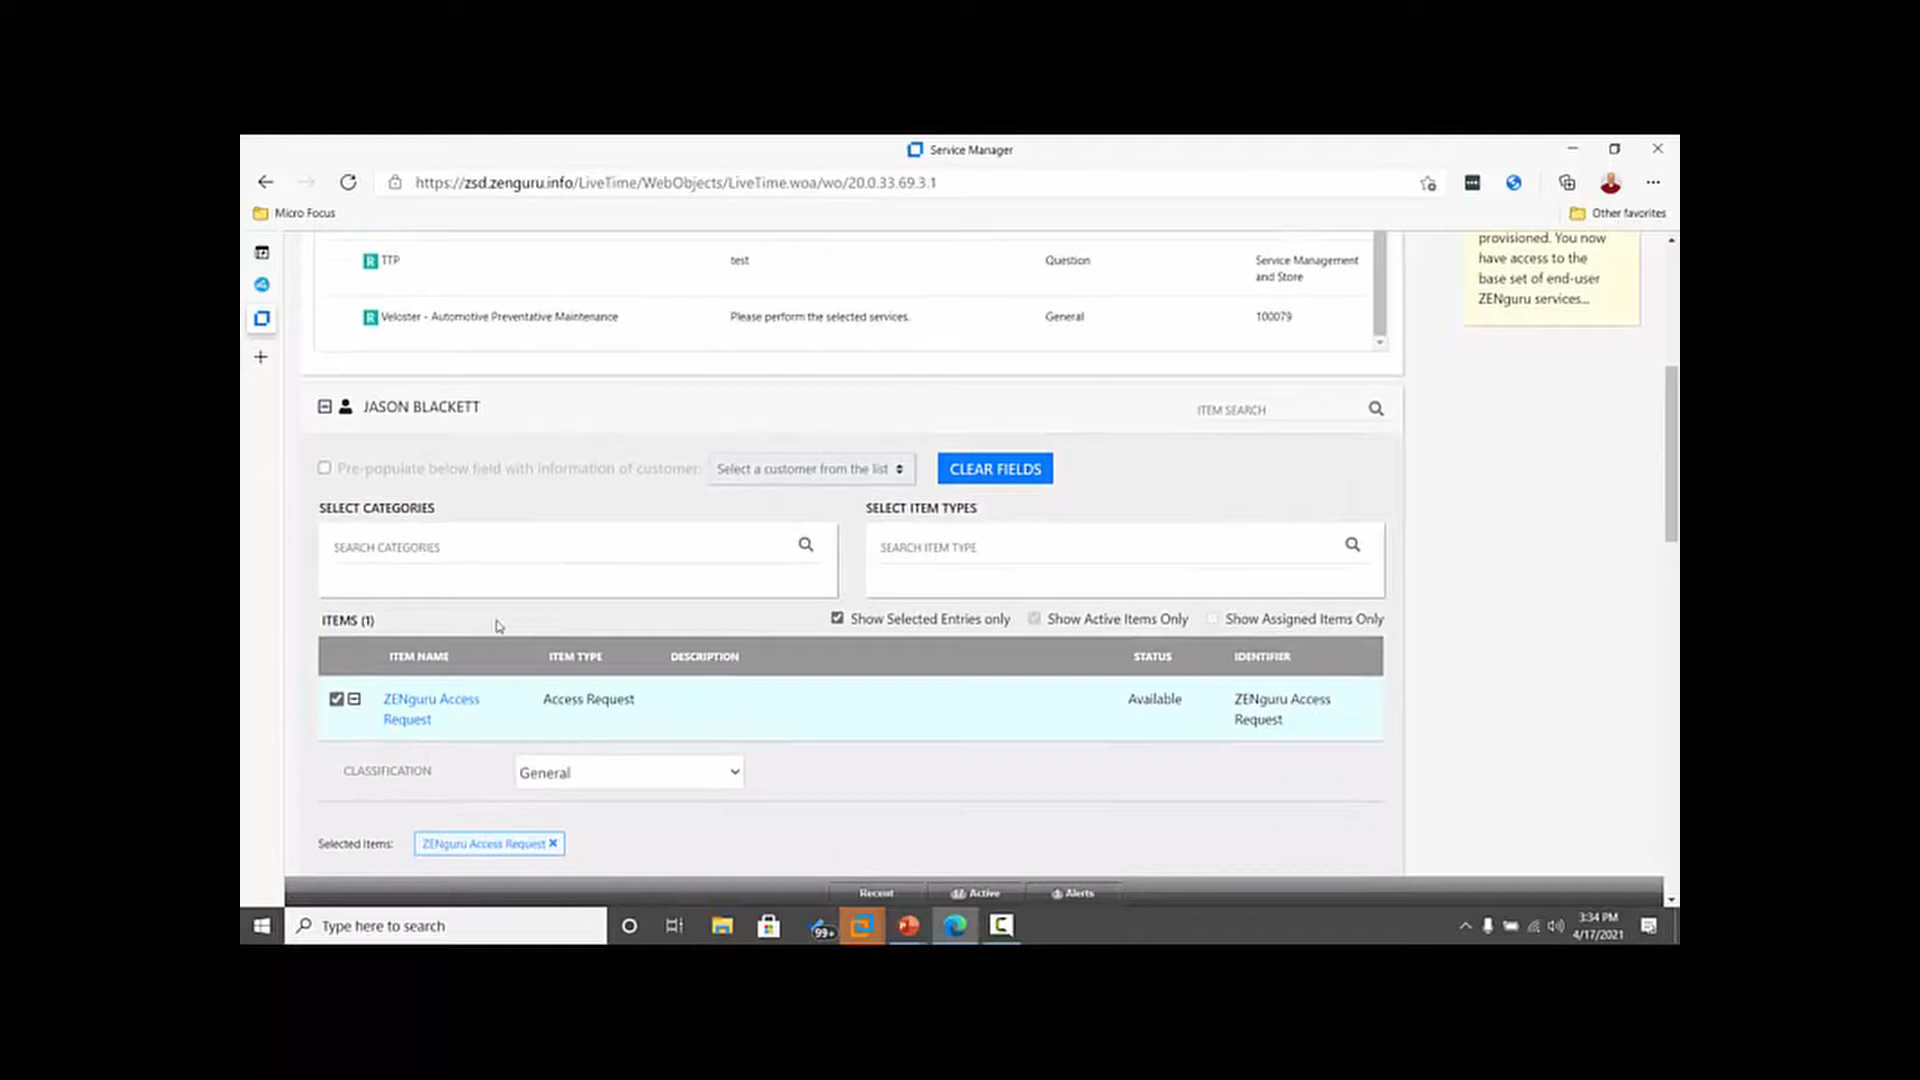 Service Manager
https://zsd.zenguru.info/LiveTime/WebObjects/LiveTime.woa/wo/20.0.33.69.3.1
Micro Focus
Other favorites
R TTP
test
Question
Service Management
and Store
R Veloster - Automotive Preventative Maintenance
Please perform the selected services.
General
100079
provisioned. You now
have access to the
base set of end-user
ZENguru services...
JASON BLACKETT
ITEM SEARCH
Pre-populate below field with information of customer:
Select a customer from the list
CLEAR FIELDS
SELECT CATEGORIES
SELECT ITEM TYPES
SEARCH CATEGORIES
SEARCH ITEM TYPE
ITEMS (1)
Show Selected Entries only
Show Active Items Only
Show Assigned Items Only
ITEM NAME
ITEM TYPE
DESCRIPTION
STATUS
IDENTIFIER
ZENguru Access
Request
Access Request
Available
ZENguru Access
Request
CLASSIFICATION
General
Selected Items:
ZENguru Access Request ×
Recent
Active
Alerts
Type here to search
99+
3:34 PM
4/17/2021